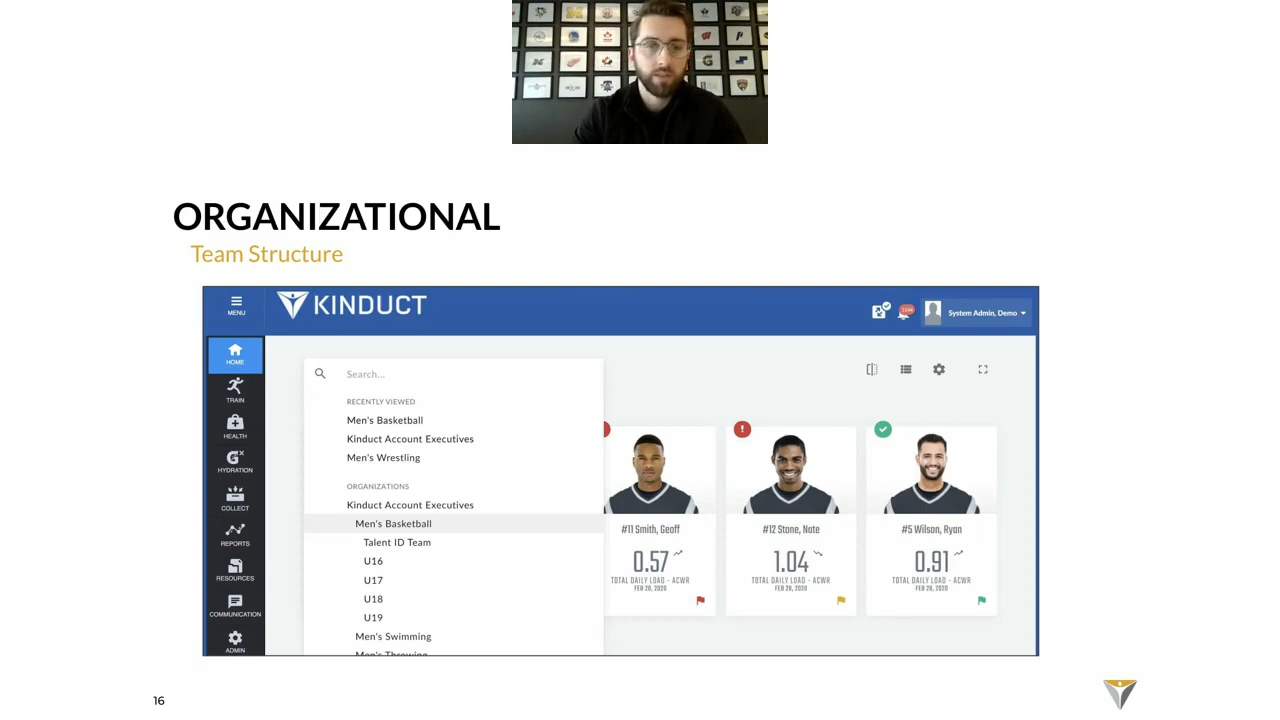 ORGANIZATIONAL
Team Structure
MENU
KINDUCT
System Admin, Demo
HOME
TRAIN
HEALTH
HYDRATION
COLLECT
REPORTS
RESOURCES
COMMUNICATION
ADMIN
Search...
RECENTLY VIEWED
Men's Basketball
Kinduct Account Executives
Men's Wrestling
ORGANIZATIONS
Kinduct Account Executives
Men's Basketball
Talent ID Team
U16
U17
U18
U19
Men's Swimming
Men's Throwing
#11 Smith, Geoff
0.57
TOTAL DAILY LOAD - ACWR
FEB 28, 2020
#12 Stone, Nate
1.04
TOTAL DAILY LOAD - ACWR
FEB 28, 2020
#5 Wilson, Ryan
0.91
TOTAL DAILY LOAD - ACWR
FEB 28, 2020
16